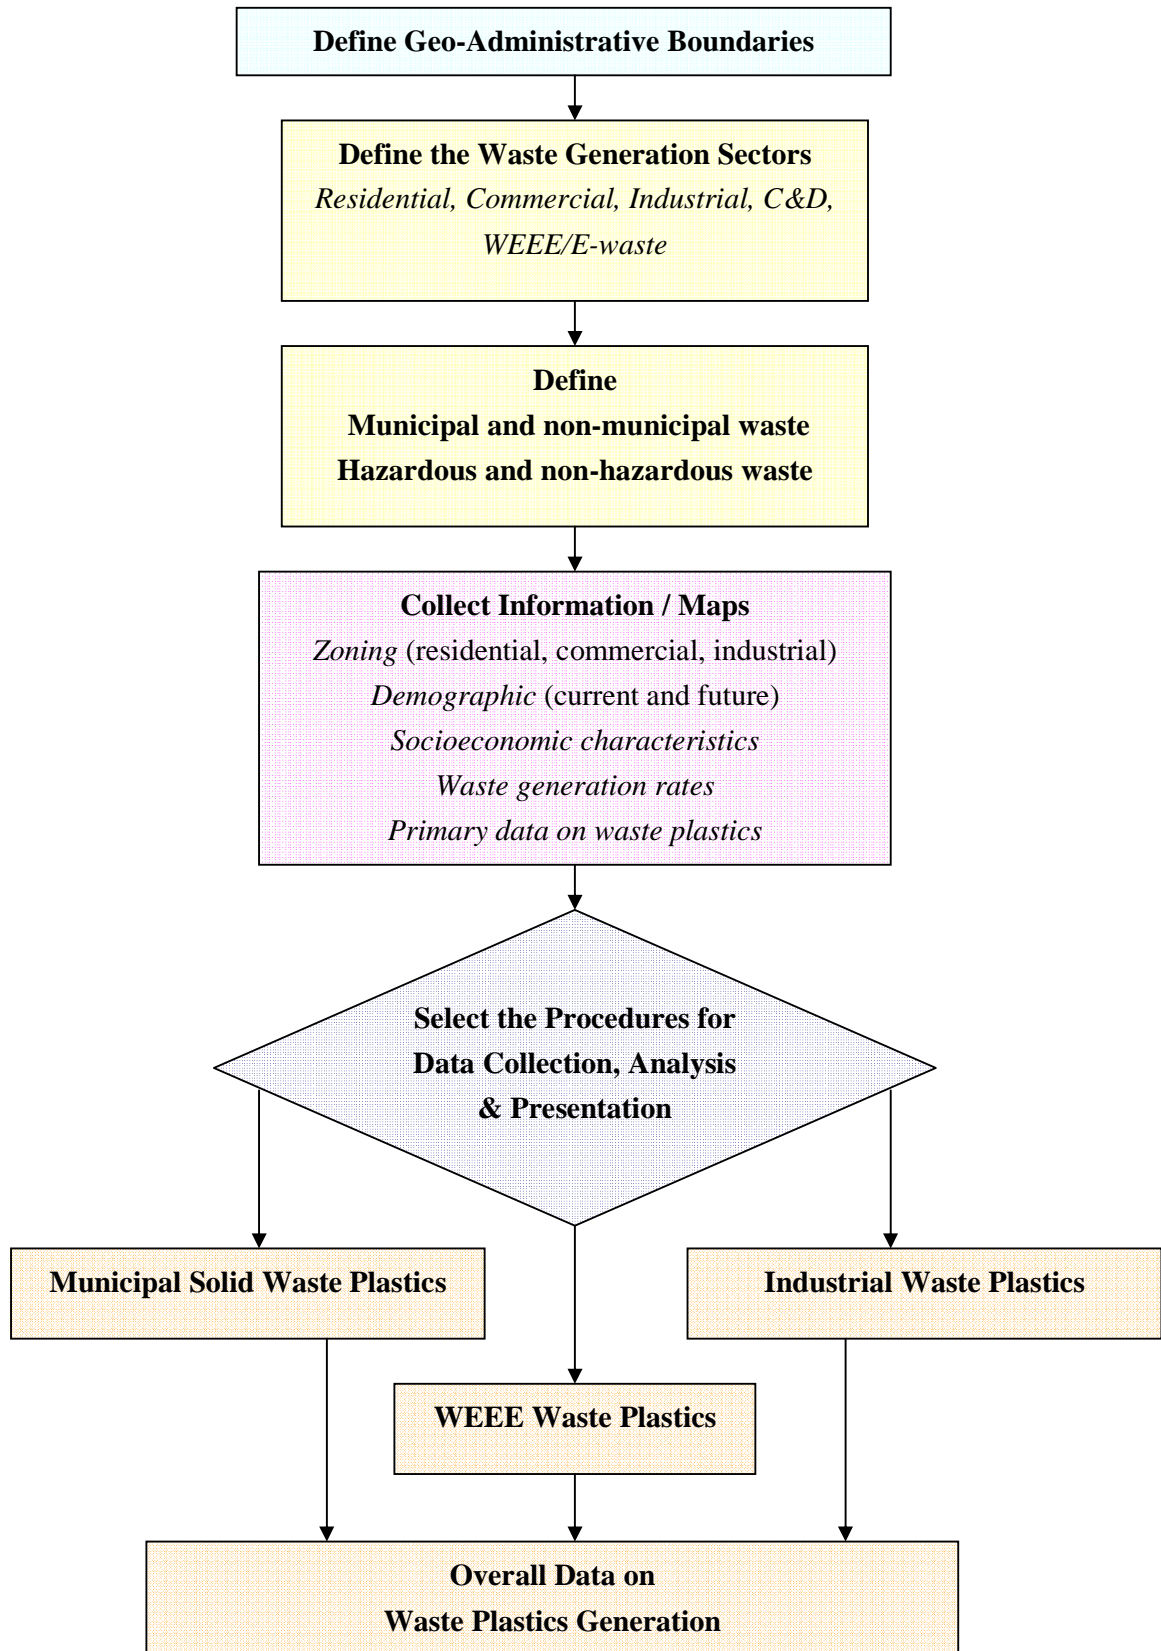 Define Geo-Administrative Boundaries
Define the Waste Generation Sectors
Residential, Commercial, Industrial, C&D,
WEEE/E-waste
Define
Municipal and non-municipal waste
Hazardous and non-hazardous waste
Collect Information / Maps
Zoning (residential, commercial, industrial)
Demographic (current and future)
Socioeconomic characteristics
Waste generation rates
Primary data on waste plastics
Select the Procedures for
Data Collection, Analysis
& Presentation
Municipal Solid Waste Plastics
Industrial Waste Plastics
WEEE Waste Plastics
Overall Data on
Waste Plastics Generation